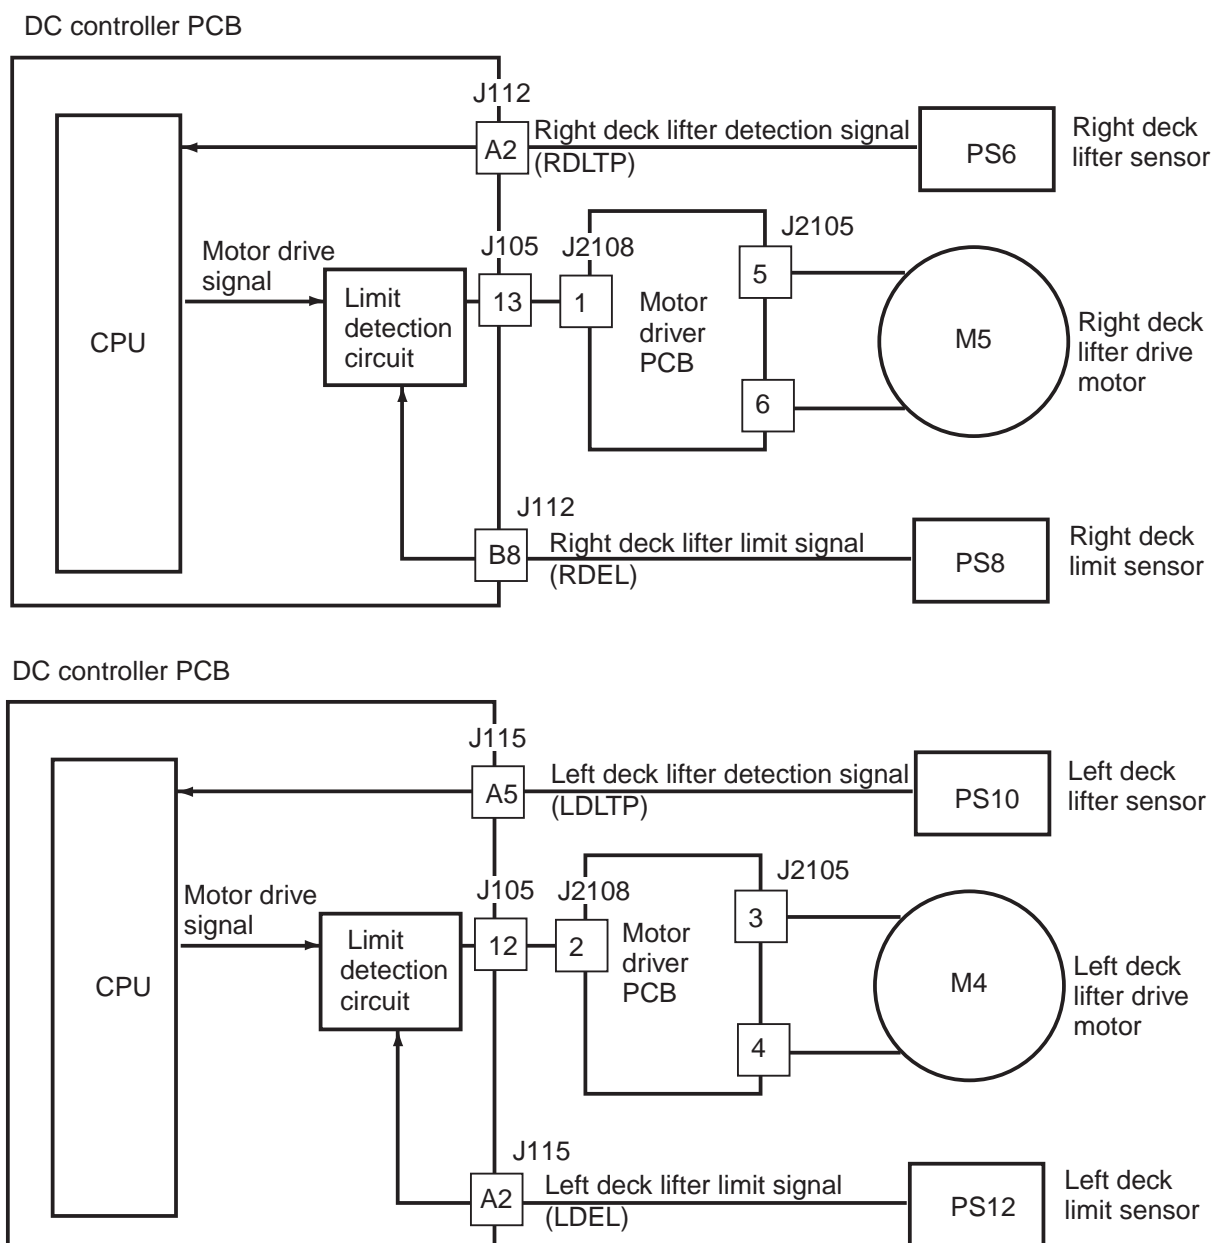 DC controller PCB
J112
A2
Right deck lifter detection signal
(RDLTP)
PS6
Right deck
lifter sensor
Motor drive
signal
J105
J2108
J2105
CPU
Limit
detection
circuit
13
1
Motor
driver
PCB
5
6
M5
Right deck
lifter drive
motor
J112
B8
Right deck lifter limit signal
(RDEL)
PS8
Right deck
limit sensor
DC controller PCB
J115
A5
Left deck lifter detection signal
(LDLTP)
PS10
Left deck
lifter sensor
Motor drive
signal
J105
J2108
J2105
CPU
Limit
detection
circuit
12
2
Motor
driver
PCB
3
4
M4
Left deck
lifter drive
motor
J115
A2
Left deck lifter limit signal
(LDEL)
PS12
Left deck
limit sensor